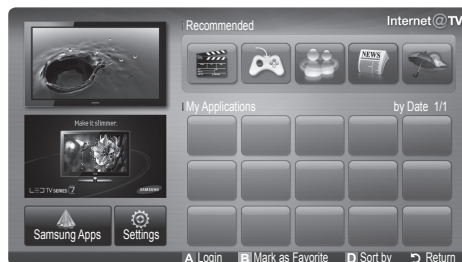 Recommended
Internet@TV
NEWS
My Applications
by Date 1/1
Make it slimmer.
LED TV SERIES 7
SAMSUNG
Samsung Apps
Settings
A Login B Mark as Favorite D Sort by Return